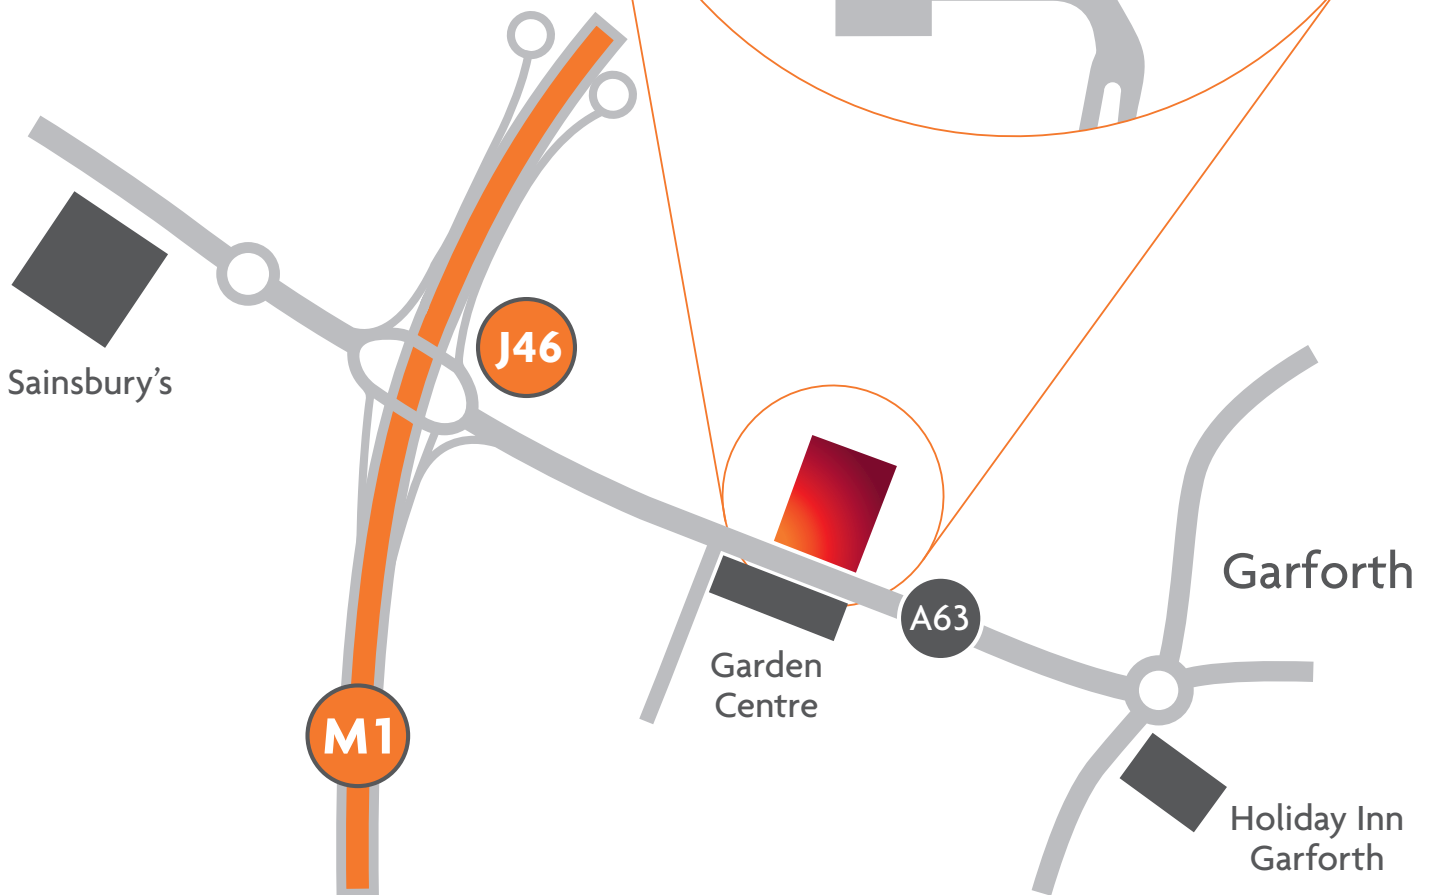 J46
Sainsbury’s
Garforth
A63
Garden
Centre
M1
Holiday Inn
Garforth